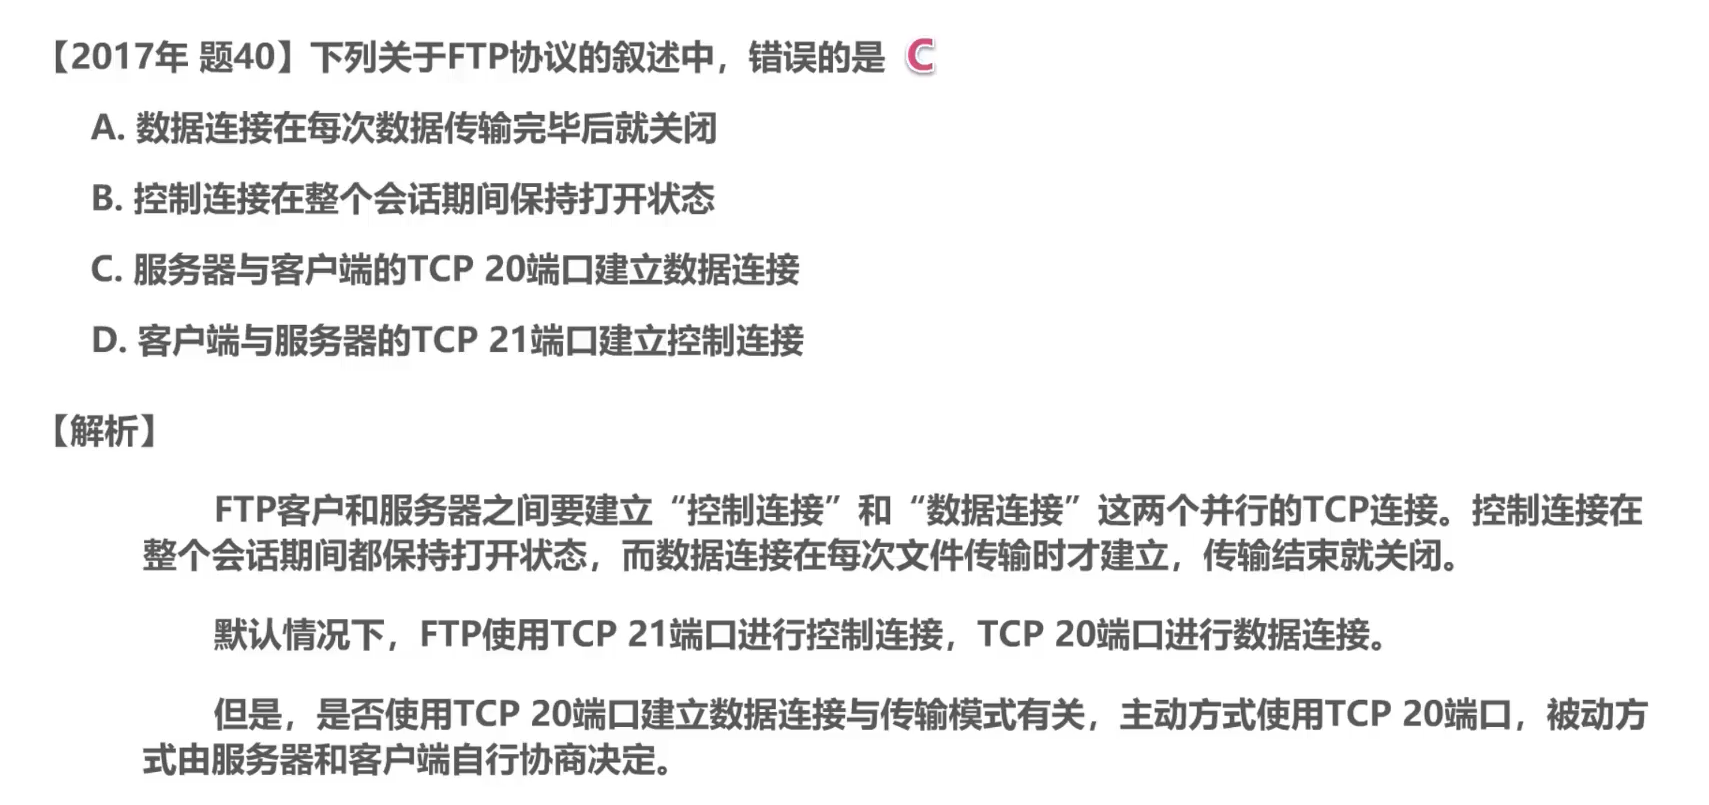 【2017年 题40】下列关于FTP协议的叙述中，错误的是 C
A. 数据连接在每次数据传输完毕后就关闭
B. 控制连接在整个会话期间保持打开状态
C. 服务器与客户端的TCP 20端口建立数据连接
D. 客户端与服务器的TCP 21端口建立控制连接
【解析】
FTP客户和服务器之间要建立“控制连接”和“数据连接”这两个并行的TCP连接。控制连接在
整个会话期间都保持打开状态，而数据连接在每次文件传输时才建立，传输结束就关闭。
默认情况下，FTP使用TCP 21端口进行控制连接，TCP 20端口进行数据连接。
但是，是否使用TCP 20端口建立数据连接与传输模式有关，主动方式使用TCP 20端口，被动方
式由服务器和客户端自行协商决定。